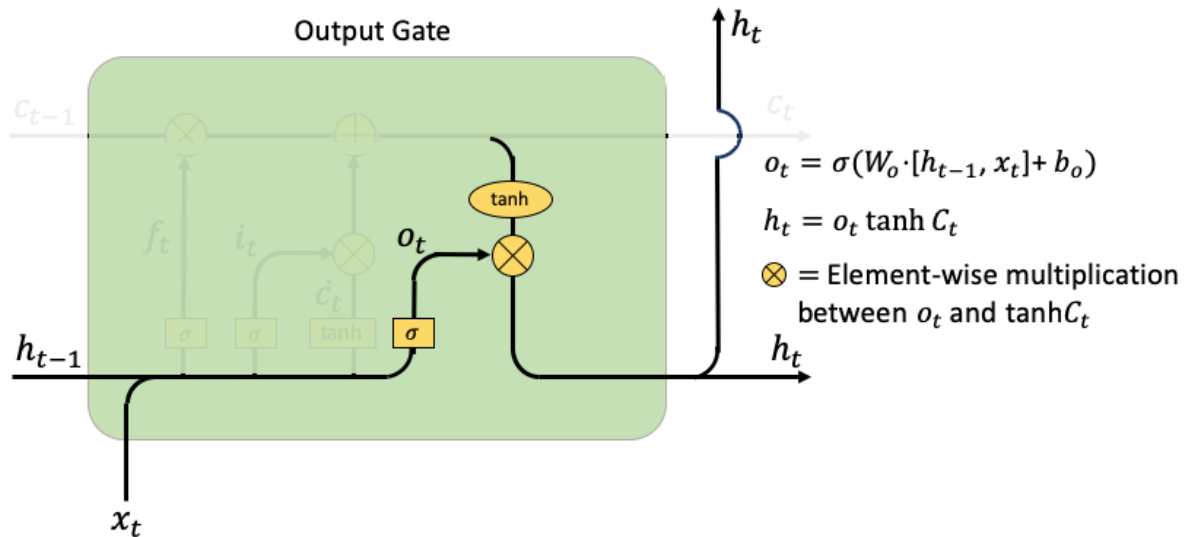 Output Gate
h_t
c_{t-1}
c_t
o_t = σ(W_o·[h_{t-1}, x_t]+ b_o)
tanh
h_t = o_t tanh C_t
f_t
i_t
o_t
⊗ = Element-wise multiplication
between o_t and tanhC_t
ċ_t
σ
σ
tanh
σ
h_{t-1}
h_t
x_t